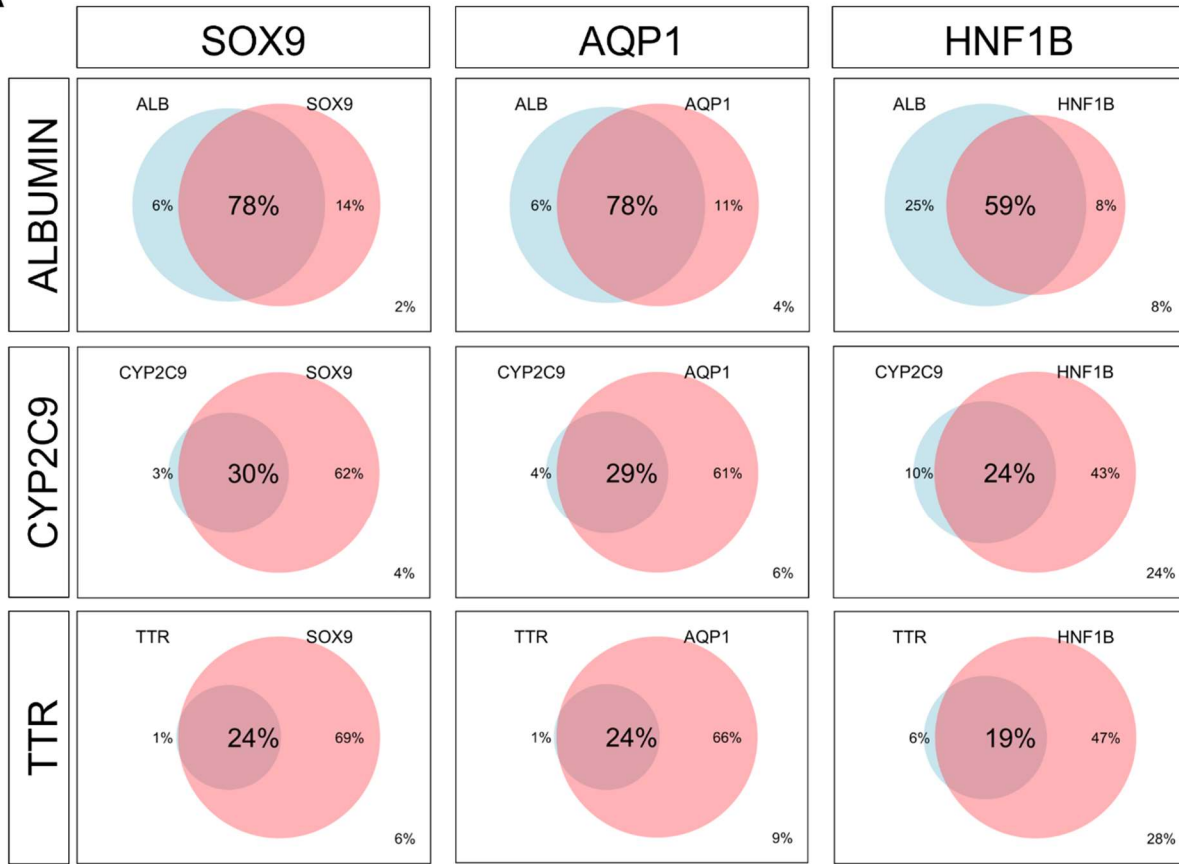 SOX9
AQP1
HNF1B
ALBUMIN
ALB SOX9
6% 78% 14%
2%
ALB AQP1
6% 78% 11%
4%
ALB HNF1B
25% 59% 8%
8%
CYP2C9
CYP2C9 SOX9
3% 30% 62%
4%
CYP2C9 AQP1
4% 29% 61%
6%
CYP2C9 HNF1B
10% 24% 43%
24%
TTR
TTR SOX9
1% 24% 69%
6%
TTR AQP1
1% 24% 66%
9%
TTR HNF1B
6% 19% 47%
28%